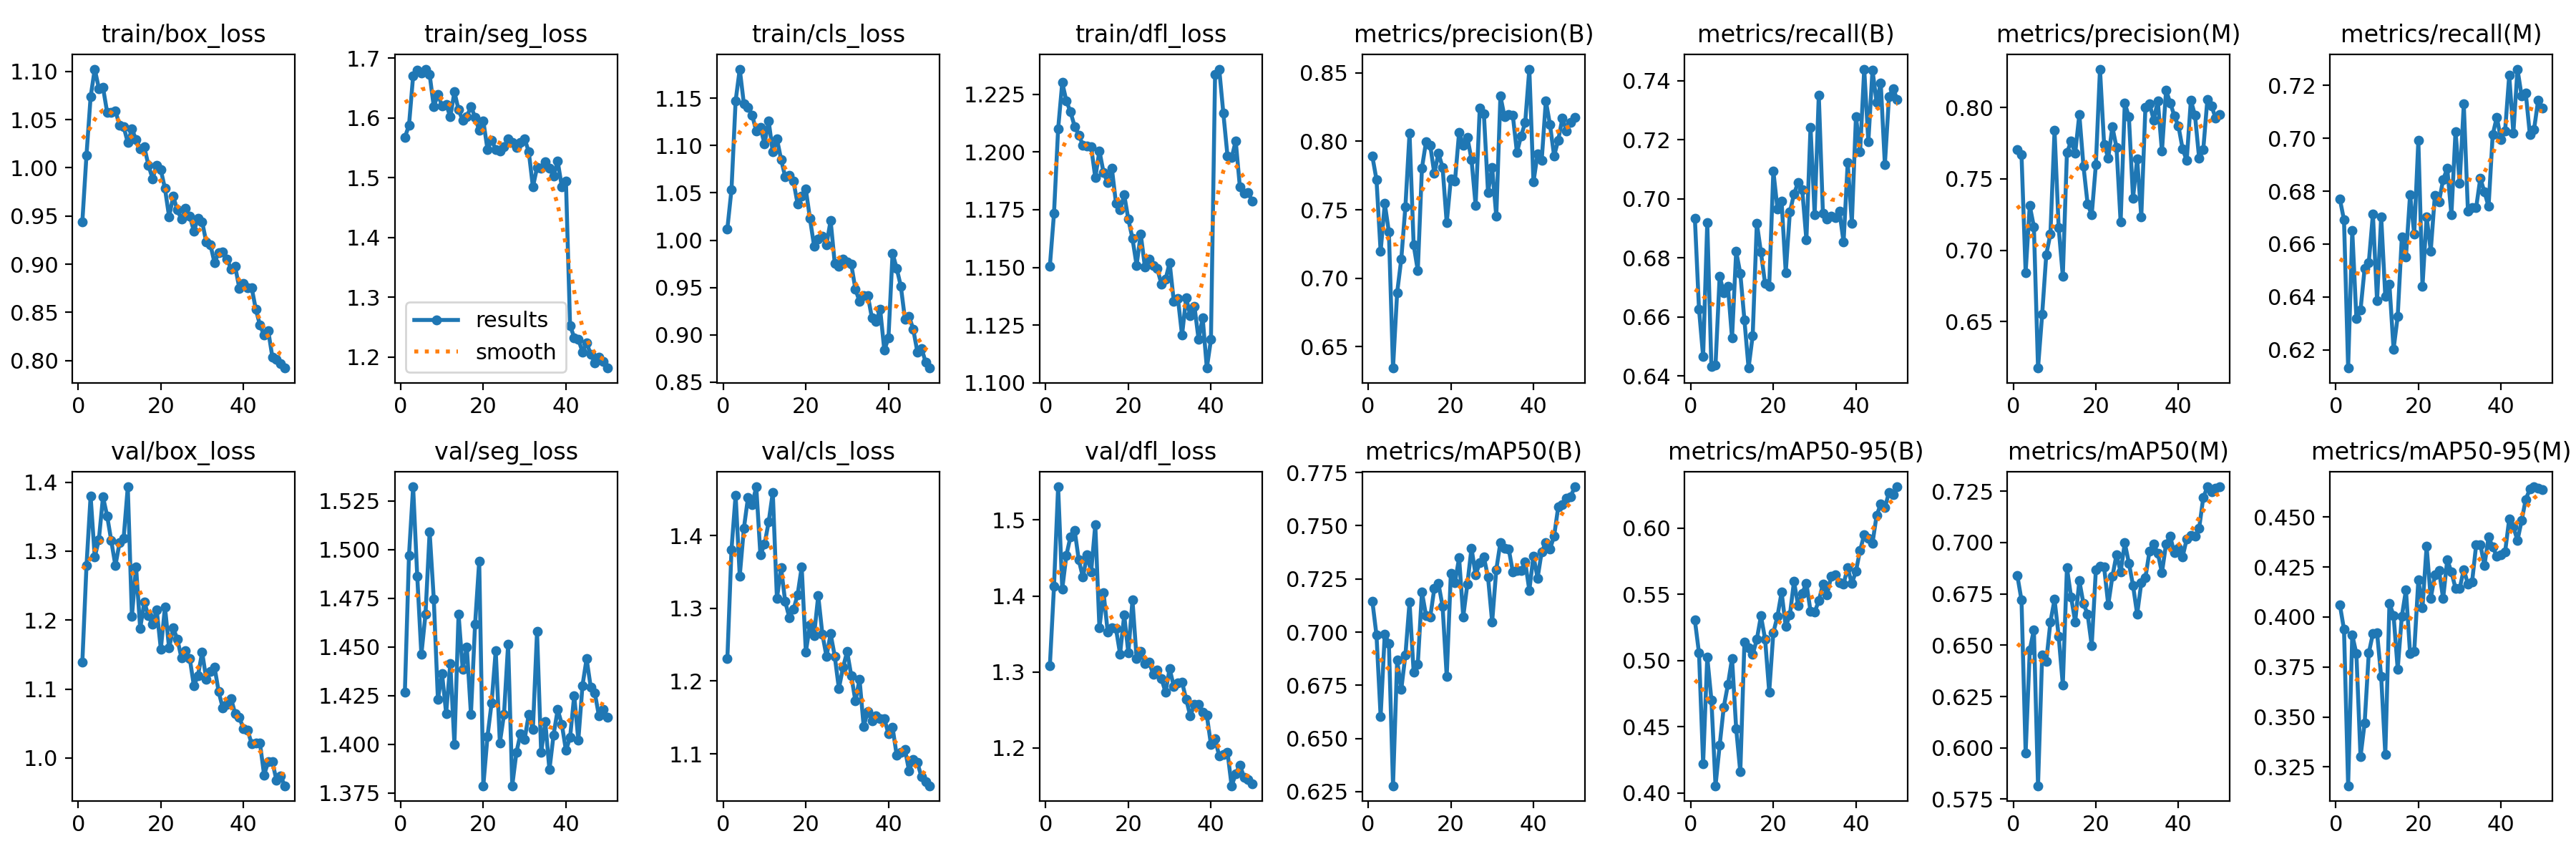 train/box_loss
1.10
1.05
1.00
0.95
0.90
0.85
0.80
0 20 40
train/seg_loss
1.7
1.6
1.5
1.4
1.3
1.2
results
smooth
0 20 40
train/cls_loss
1.15
1.10
1.05
1.00
0.95
0.90
0.85
0 20 40
train/dfl_loss
1.225
1.200
1.175
1.150
1.125
1.100
0 20 40
metrics/precision(B)
0.85
0.80
0.75
0.70
0.65
0 20 40
metrics/recall(B)
0.74
0.72
0.70
0.68
0.66
0.64
0 20 40
metrics/precision(M)
0.80
0.75
0.70
0.65
0 20 40
metrics/recall(M)
0.72
0.70
0.68
0.66
0.64
0.62
0 20 40
val/box_loss
1.4
1.3
1.2
1.1
1.0
0 20 40
val/seg_loss
1.525
1.500
1.475
1.450
1.425
1.400
1.375
0 20 40
val/cls_loss
1.4
1.3
1.2
1.1
0 20 40
val/dfl_loss
1.5
1.4
1.3
1.2
0 20 40
metrics/mAP50(B)
0.775
0.750
0.725
0.700
0.675
0.650
0.625
0 20 40
metrics/mAP50-95(B)
0.60
0.55
0.50
0.45
0.40
0 20 40
metrics/mAP50(M)
0.725
0.700
0.675
0.650
0.625
0.600
0.575
0 20 40
metrics/mAP50-95(M)
0.450
0.425
0.400
0.375
0.350
0.325
0 20 40